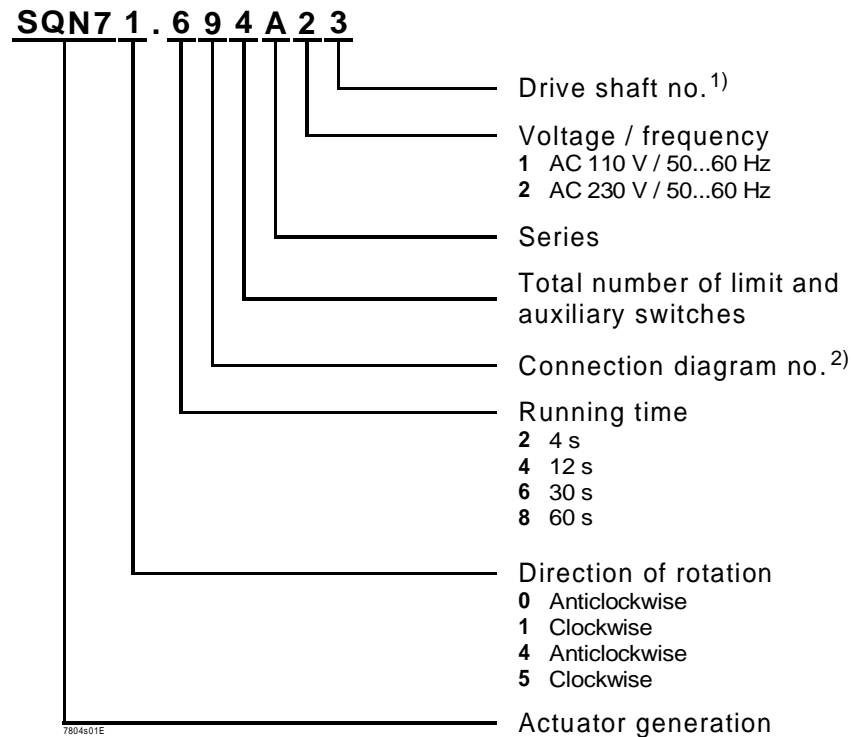 SQN71.694A23
Drive shaft no.1)
Voltage / frequency
1 AC 110 V / 50...60 Hz
2 AC 230 V / 50...60 Hz
Series
Total number of limit and
auxiliary switches
Connection diagram no.2)
Running time
2 4 s
4 12 s
6 30 s
8 60 s
Direction of rotation
0 Anticlockwise
1 Clockwise
4 Anticlockwise
5 Clockwise
Actuator generation
7804s01E